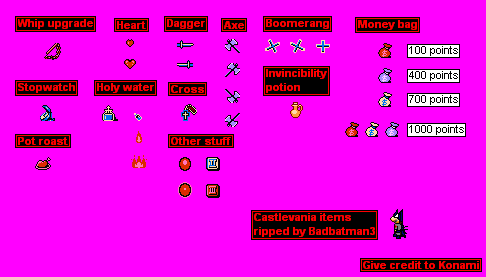 Whip upgrade
Heart
Dagger
Axe
Boomerang
Money bag
100 points
400 points
700 points
1000 points
Stopwatch
Holy water
Cross
Invincibility
potion
Pot roast
Other stuff
Castlevania items
ripped by Badbatman3
Give credit to Konami